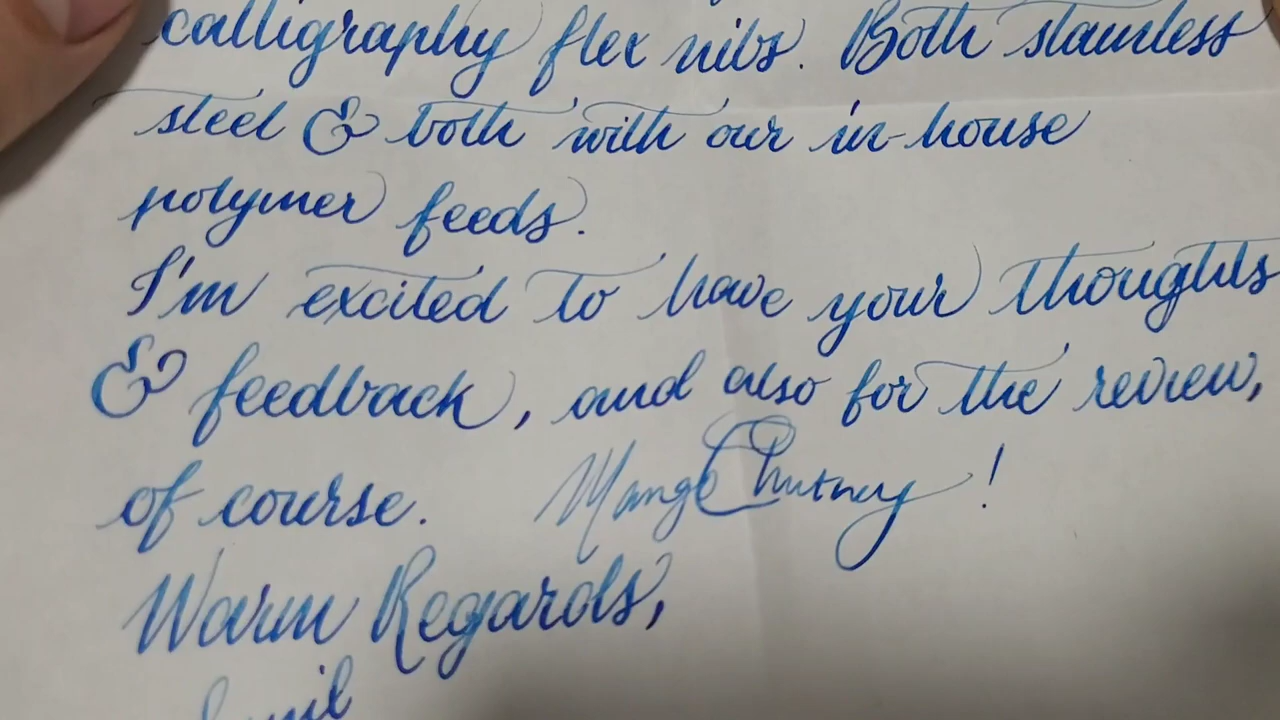 calligraphy flex nibs. Both stainless
steel & both with our in-house
polymer feeds.
I'm excited to have your thoughts
& feedback, and also for the review,
of course. Mango Chutney !
Warm Regards,